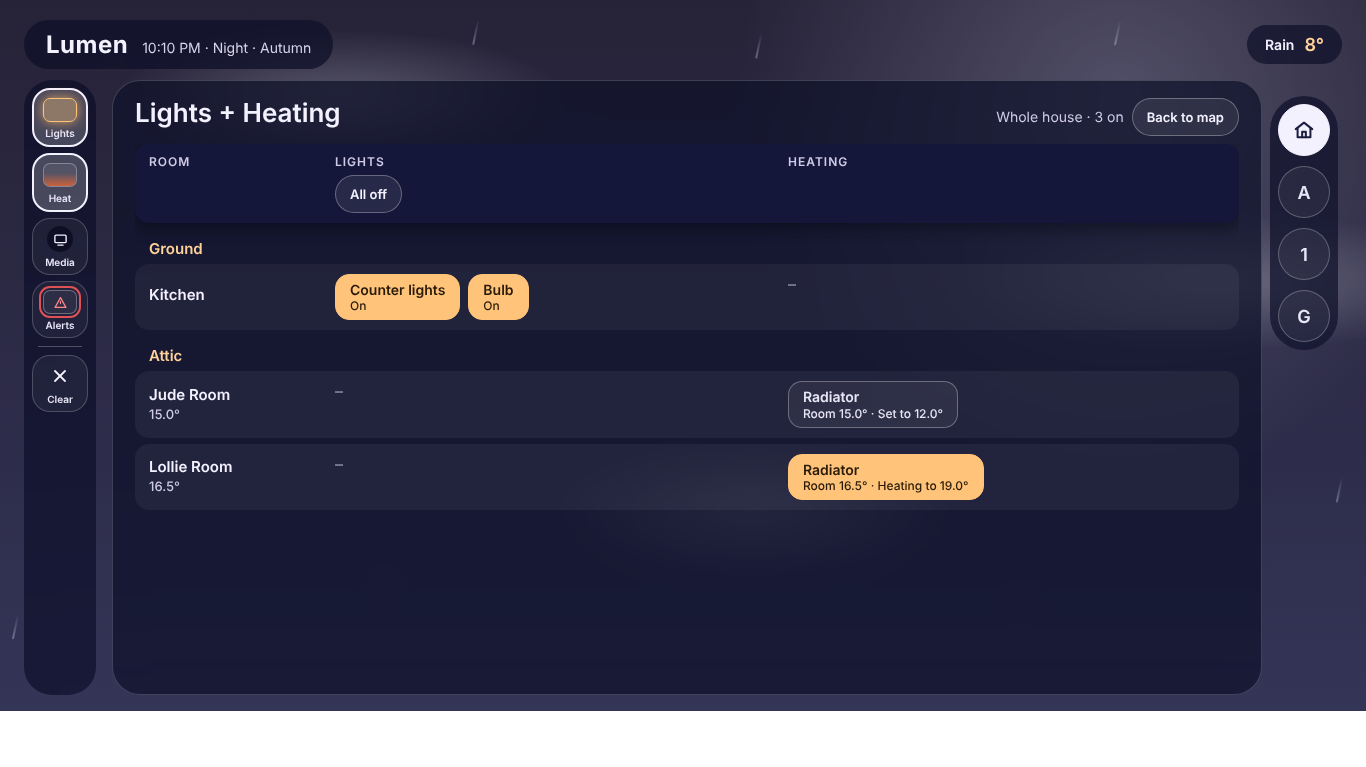 Lumen 10:10 PM · Night · Autumn
Rain 8°
Lights
Heat
Media
Alerts
Clear
Lights + Heating
Whole house · 3 on
Back to map
ROOM LIGHTS HEATING
All off
Ground
Kitchen
Counter lights
On
Bulb
On
–
Attic
Jude Room
15.0°
–
Radiator
Room 15.0° · Set to 12.0°
Lollie Room
16.5°
–
Radiator
Room 16.5° · Heating to 19.0°
A
1
G